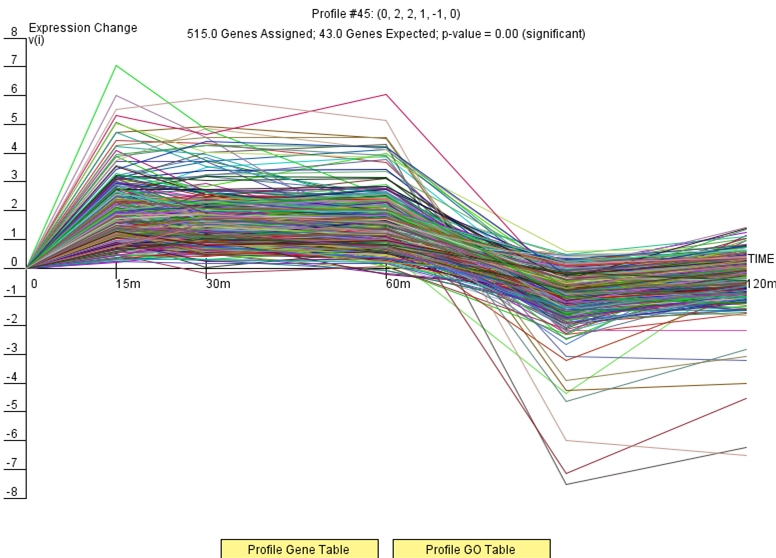 Profile #45: (0, 2, 2, 1, -1, 0)
Expression Change
v(i)
515.0 Genes Assigned; 43.0 Genes Expected; p-value = 0.00 (significant)
8
7
6
5
4
3
2
1
0
-1
-2
-3
-4
-5
-6
-7
-8
TIME
0
15m
30m
60m
120m
Profile Gene Table
Profile GO Table